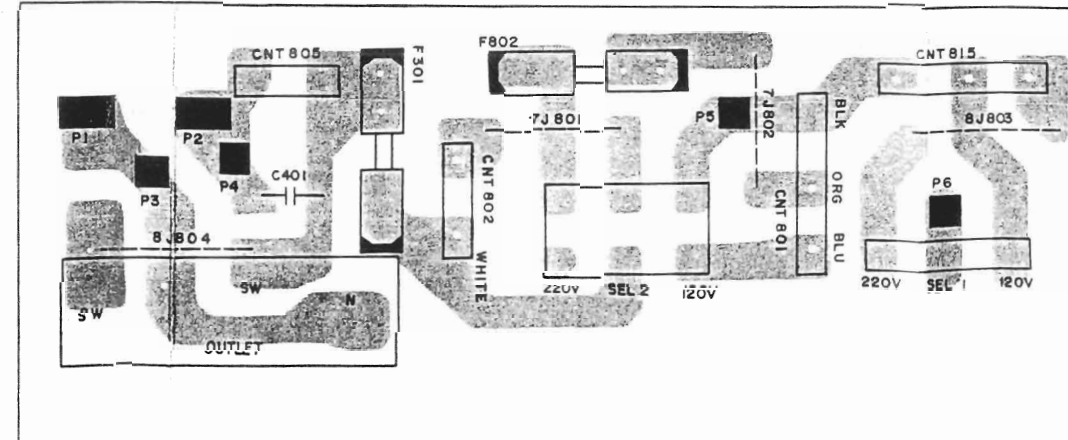 CNT 805
F301
F802
CNT 815
P1
P2
P3
P4
C401
CNT 802
WHITE
7J801
P5
7J802
BLK
ORG
BLU
CNT 801
8J803
P6
8J804
SW
SW
N
OUTLET
220V
SEL 2
120V
220V
SEL 1
120V